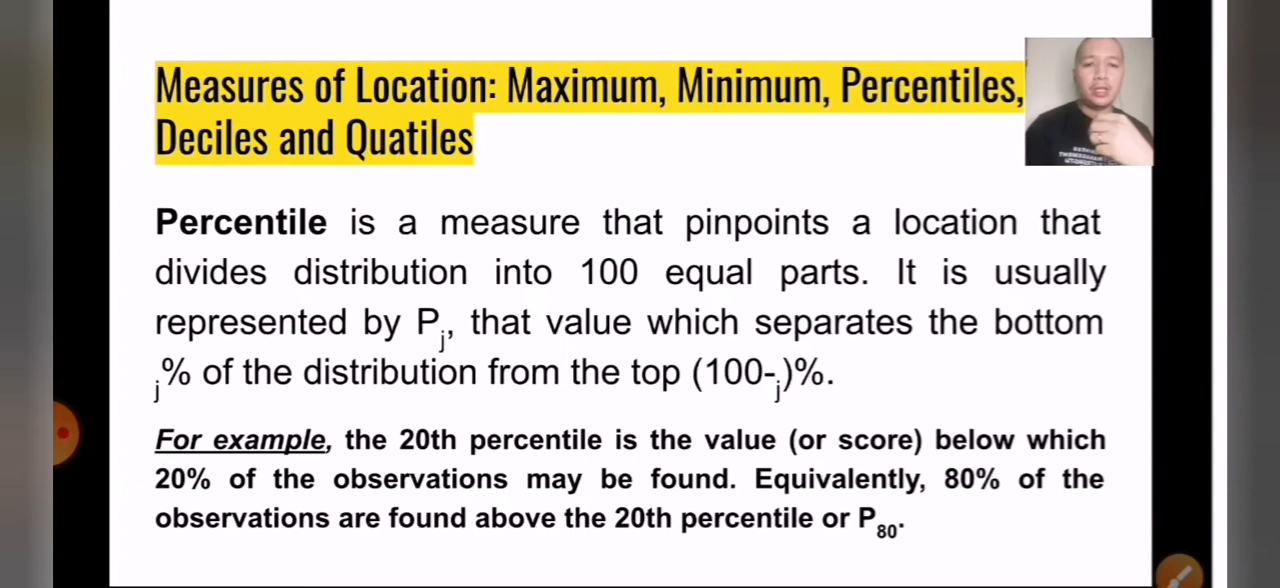 Measures of Location: Maximum, Minimum, Percentiles,
Deciles and Quatiles
Percentile is a measure that pinpoints a location that
divides distribution into 100 equal parts. It is usually
represented by Pj, that value which separates the bottom
j% of the distribution from the top (100-j)%.
For example, the 20th percentile is the value (or score) below which
20% of the observations may be found. Equivalently, 80% of the
observations are found above the 20th percentile or P80.